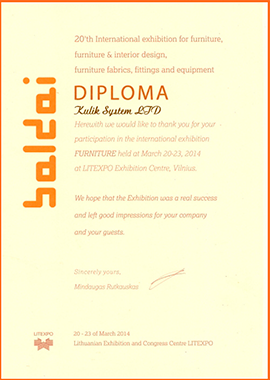 20'th International exhibition for furniture,
furniture & interior design,
furniture fabrics, fittings and equipment
baldai
DIPLOMA
Kulik System LTD
Herewith we would like to thank you for your
participation in the international exhibition
FURNITURE held at March 20-23, 2014
at LITEXPO Exhibition Centre, Vilnius.
We hope that the Exhibition was a real success
and left good impressions for your company
and your guests.
Sincerely yours,
Mindaugas Rutkauskas
LITEXPO
20 - 23 of March 2014
Lithuanian Exhibition and Congress Centre LITEXPO